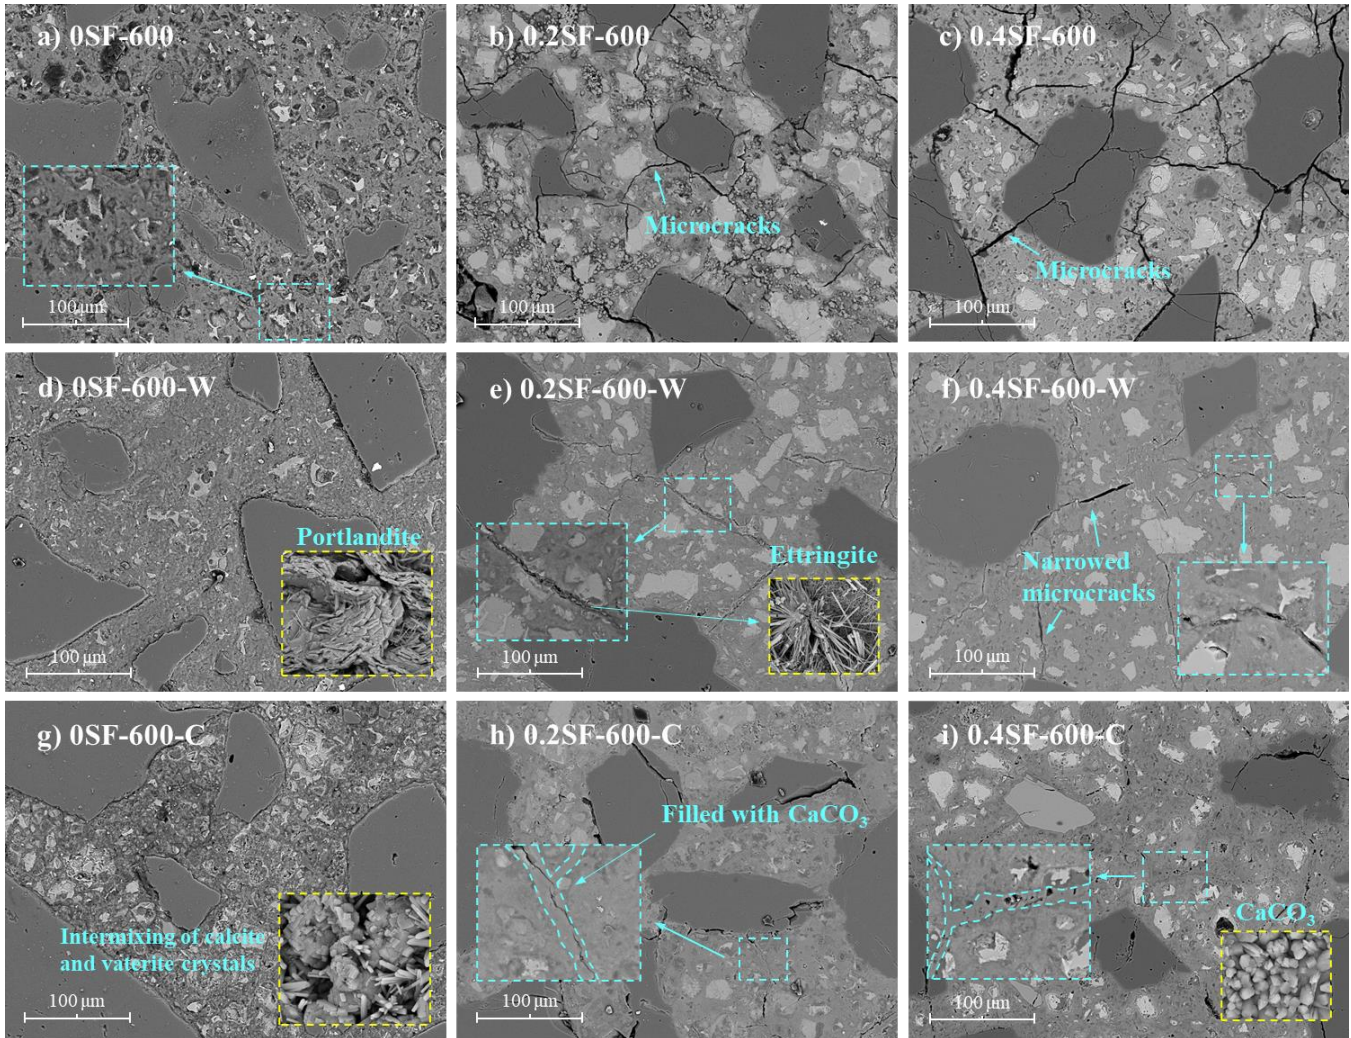 a) 0SF-600
100 μm
b) 0.2SF-600
Microcracks
100 μm
c) 0.4SF-600
Microcracks
100 μm
d) 0SF-600-W
Portlandite
100 μm
e) 0.2SF-600-W
Ettringite
100 μm
f) 0.4SF-600-W
Narrowed
microcracks
100 μm
g) 0SF-600-C
Intermixing of calcite
and vaterite crystals
100 μm
h) 0.2SF-600-C
Filled with CaCO₃
100 μm
i) 0.4SF-600-C
CaCO₃
100 μm